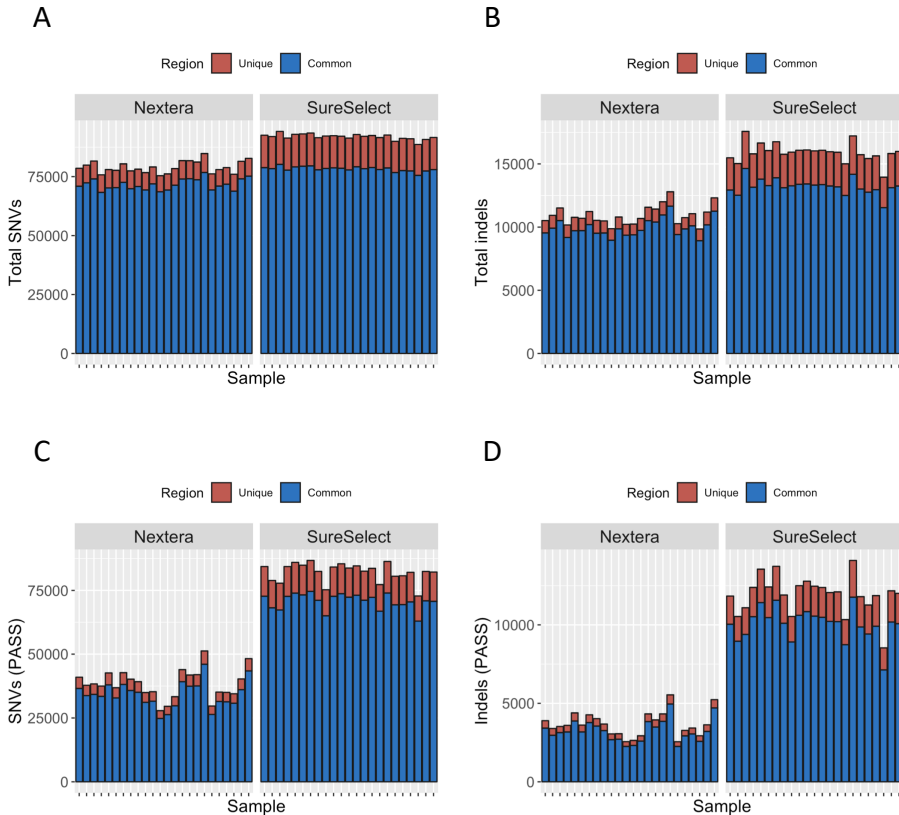 A
Region Unique Common
Nextera SureSelect
Total SNVs
75000
50000
25000
0
Sample
B
Region Unique Common
Nextera SureSelect
Total indels
15000
10000
5000
0
Sample
C
Region Unique Common
Nextera SureSelect
SNVs (PASS)
75000
50000
25000
0
Sample
D
Region Unique Common
Nextera SureSelect
Indels (PASS)
10000
5000
0
Sample